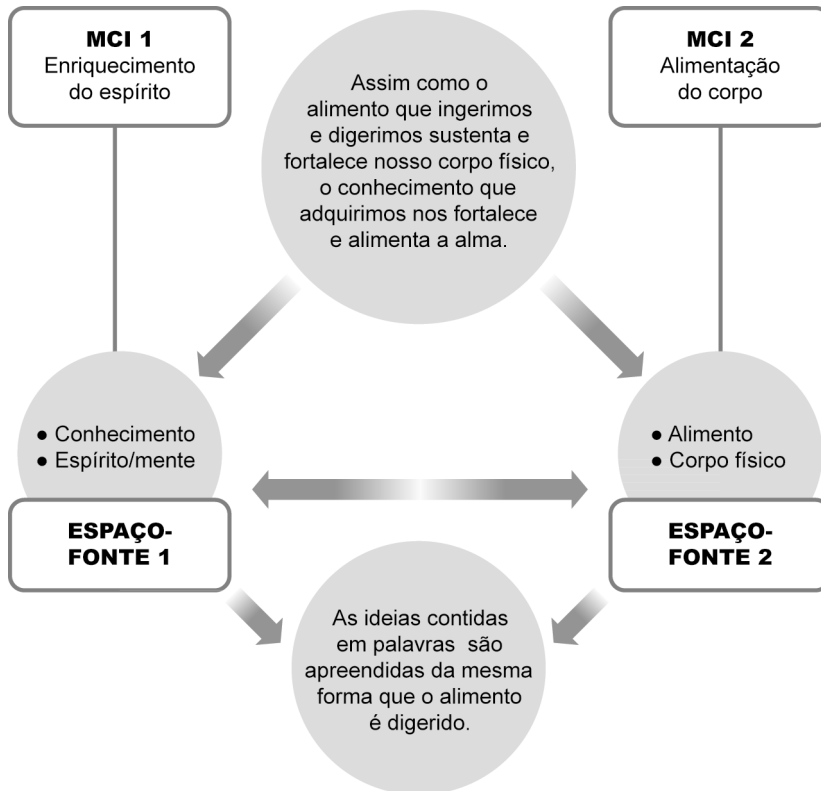 MCI 1
Enriquecimento
do espírito
MCI 2
Alimentação
do corpo
Assim como o
alimento que ingerimos
e digerimos sustenta e
fortalece nosso corpo físico,
o conhecimento que
adquirimos nos fortalece
e alimenta a alma.
● Conhecimento
● Espírito/mente
ESPAÇO-
FONTE 1
● Alimento
● Corpo físico
ESPAÇO-
FONTE 2
As ideias contidas
em palavras são
apreendidas da mesma
forma que o alimento
é digerido.